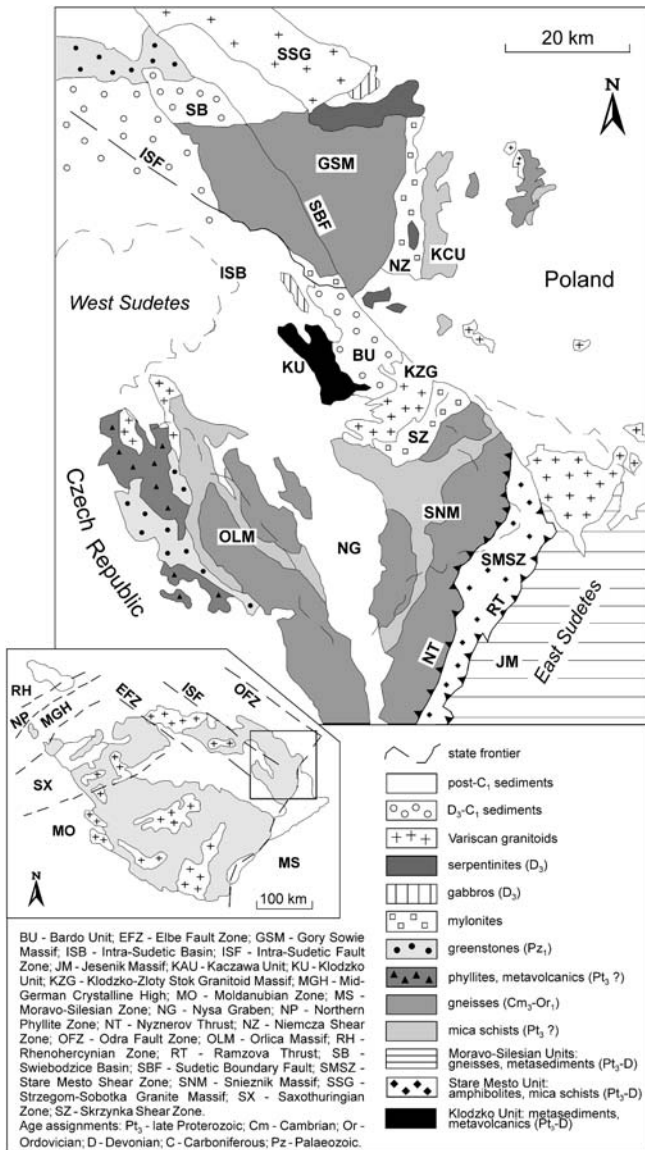 SSG
20 km
SB
N
ISF
GSM
SBF
NZ
KCU
ISB
Poland
West Sudetes
BU
KU
KZG
SZ
SNM
OLM
NG
SMSZ
RT
NT
JM
East Sudetes
Czech Republic
RH
NP
MGH
EFZ
ISF
OFZ
SX
MO
MS
N
100 km
state frontier
post-C1 sediments
D3-C1 sediments
Variscan granitoids
serpentinites (D3)
gabbros (D3)
mylonites
greenstones (Pz1)
phyllites, metavolcanics (Pt3 ?)
gneisses (Cm3-Or1)
mica schists (Pt3 ?)
Moravo-Silesian Units:
gneisses, metasediments (Pt3-D)
Stare Mesto Unit:
amphibolites, mica schists (Pt3-D)
Klodzko Unit: metasediments,
metavolcanics (Pt3-D)
BU - Bardo Unit; EFZ - Elbe Fault Zone; GSM - Gory Sowie
Massif; ISB - Intra-Sudetic Basin; ISF - Intra-Sudetic Fault
Zone; JM - Jesenik Massif; KAU - Kaczawa Unit; KU - Klodzko
Unit; KZG - Klodzko-Zloty Stok Granitoid Massif; MGH - Mid-
German Crystalline High; MO - Moldanubian Zone; MS -
Moravo-Silesian Zone; NG - Nysa Graben; NP - Northern
Phyllite Zone; NT - Nyznerov Thrust; NZ - Niemcza Shear
Zone; OFZ - Odra Fault Zone; OLM - Orlica Massif; RH -
Rhenohercynian Zone; RT - Ramzova Thrust; SB -
Swiebodzice Basin; SBF - Sudetic Boundary Fault; SMSZ -
Stare Mesto Shear Zone; SNM - Snieznik Massif; SSG -
Strzegom-Sobotka Granite Massif; SX - Saxothuringian
Zone; SZ - Skrzynka Shear Zone.
Age assignments: Pt3 - late Proterozoic; Cm - Cambrian; Or -
Ordovician; D - Devonian; C - Carboniferous; Pz - Palaeozoic.